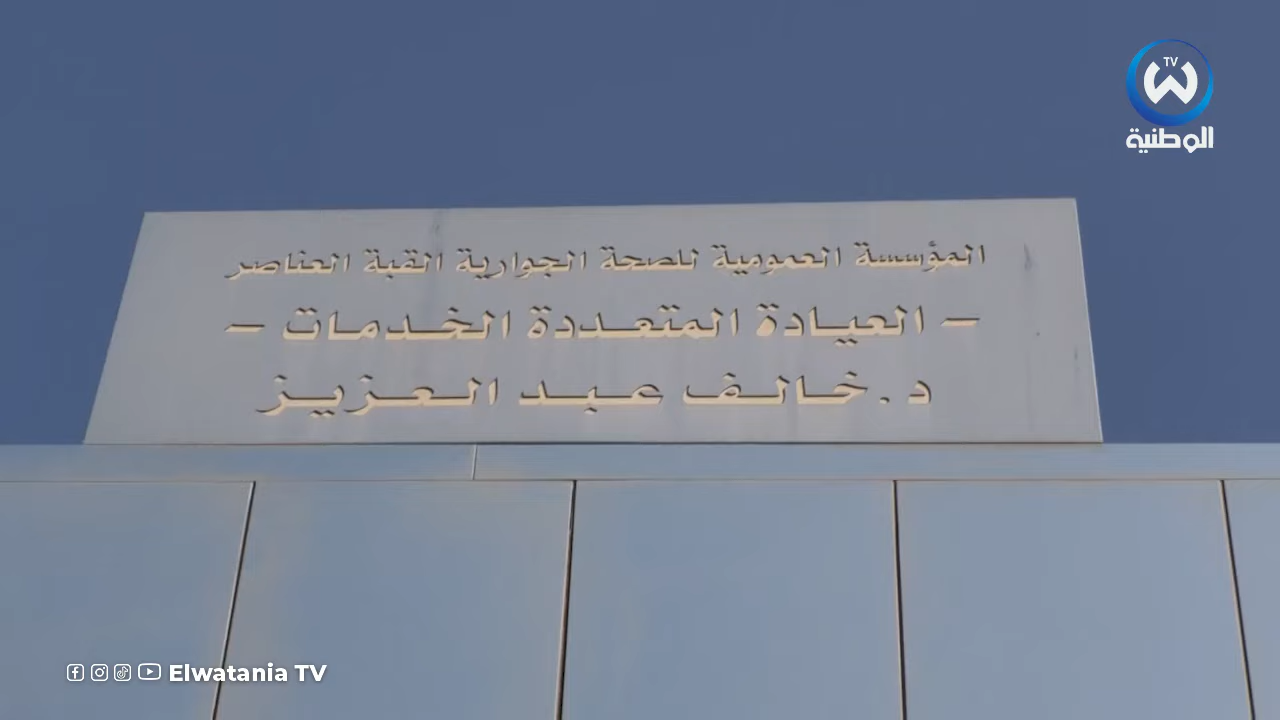 TV
W
الوطنية
المؤسسة العمومية للصحة الجوارية القبة العناصر
- العيادة المتعددة الخدمات -
د.خالف عبد العزيز
Elwatania TV